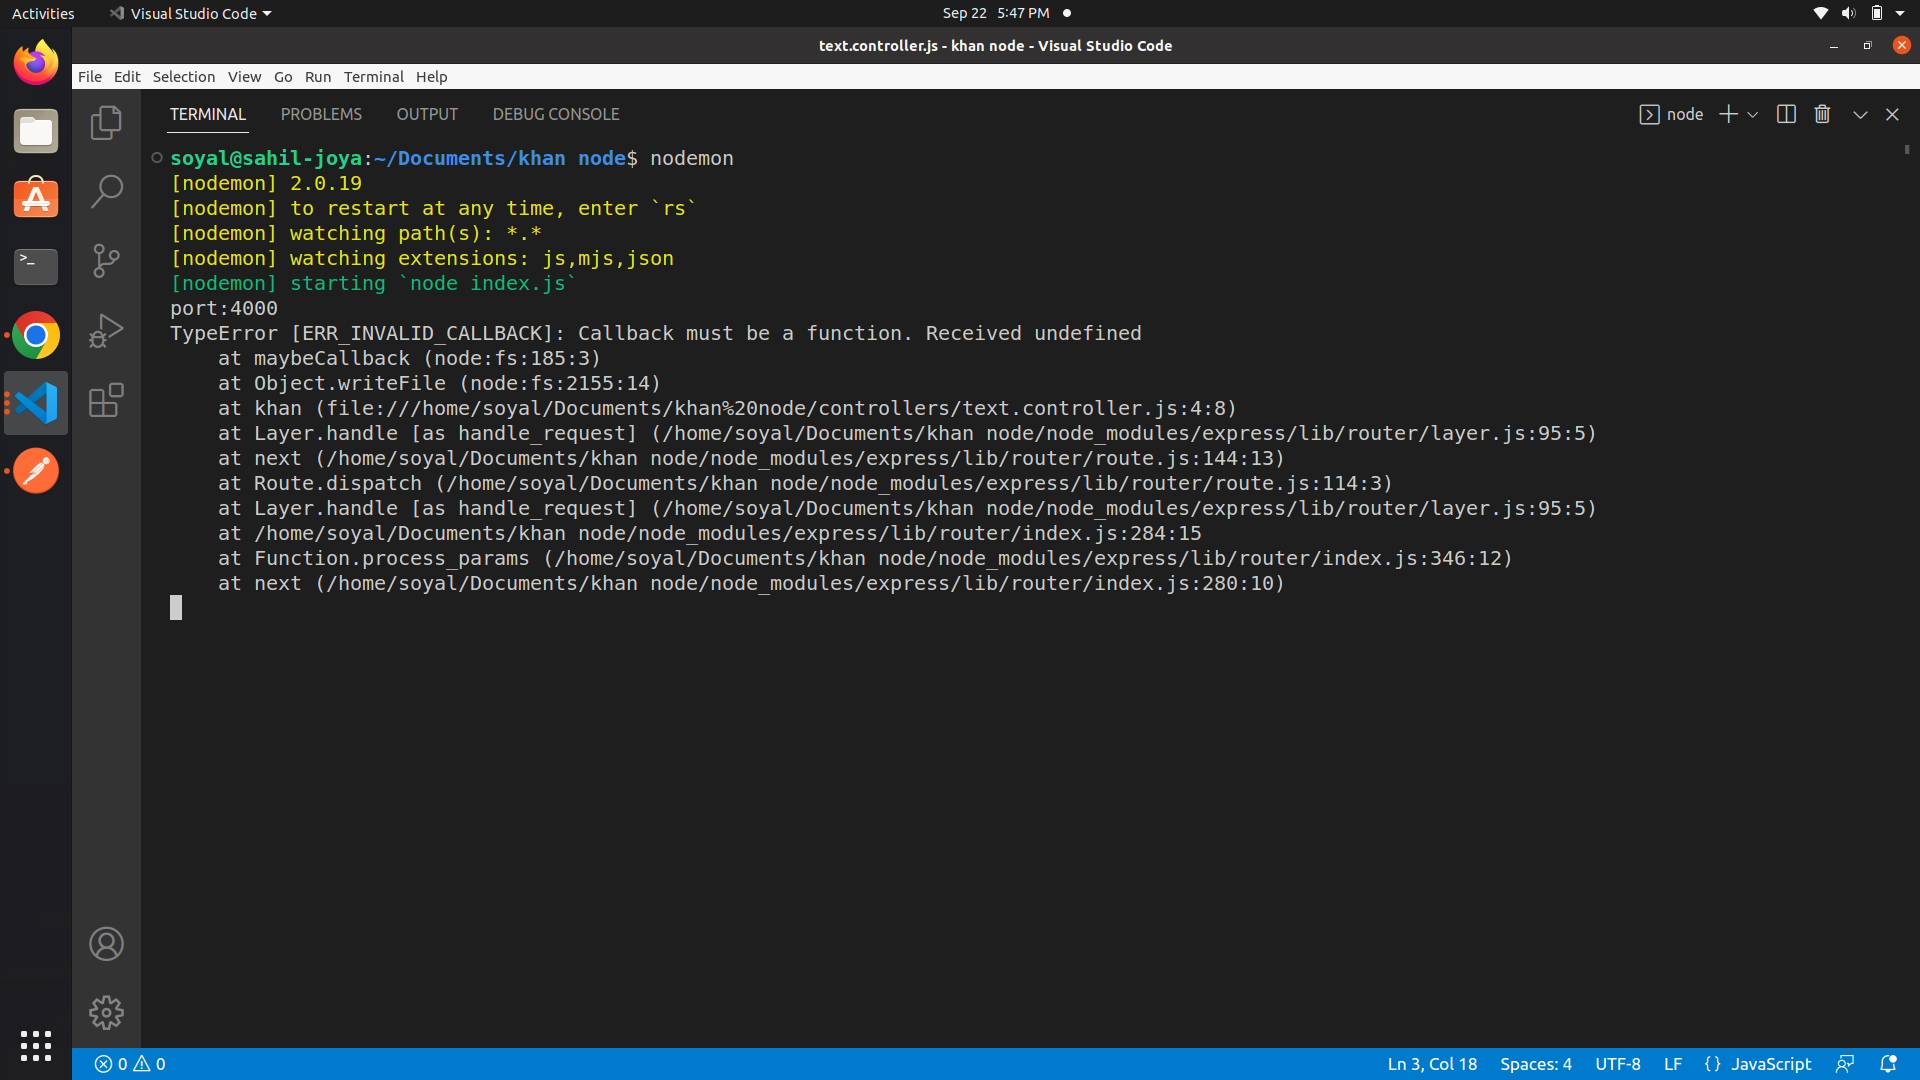 Activities Visual Studio Code Sep 22 5:47 PM
text.controller.js - khan node - Visual Studio Code
File Edit Selection View Go Run Terminal Help
TERMINAL PROBLEMS OUTPUT DEBUG CONSOLE node
soyal@sahil-joya:~/Documents/khan node$ nodemon
[nodemon] 2.0.19
[nodemon] to restart at any time, enter `rs`
[nodemon] watching path(s): *.*
[nodemon] watching extensions: js,mjs,json
[nodemon] starting `node index.js`
port:4000
TypeError [ERR_INVALID_CALLBACK]: Callback must be a function. Received undefined
    at maybeCallback (node:fs:185:3)
    at Object.writeFile (node:fs:2155:14)
    at khan (file:///home/soyal/Documents/khan%20node/controllers/text.controller.js:4:8)
    at Layer.handle [as handle_request] (/home/soyal/Documents/khan node/node_modules/express/lib/router/layer.js:95:5)
    at next (/home/soyal/Documents/khan node/node_modules/express/lib/router/route.js:144:13)
    at Route.dispatch (/home/soyal/Documents/khan node/node_modules/express/lib/router/route.js:114:3)
    at Layer.handle [as handle_request] (/home/soyal/Documents/khan node/node_modules/express/lib/router/layer.js:95:5)
    at /home/soyal/Documents/khan node/node_modules/express/lib/router/index.js:284:15
    at Function.process_params (/home/soyal/Documents/khan node/node_modules/express/lib/router/index.js:346:12)
    at next (/home/soyal/Documents/khan node/node_modules/express/lib/router/index.js:280:10)
0 0 Ln 3, Col 18 Spaces: 4 UTF-8 LF {} JavaScript